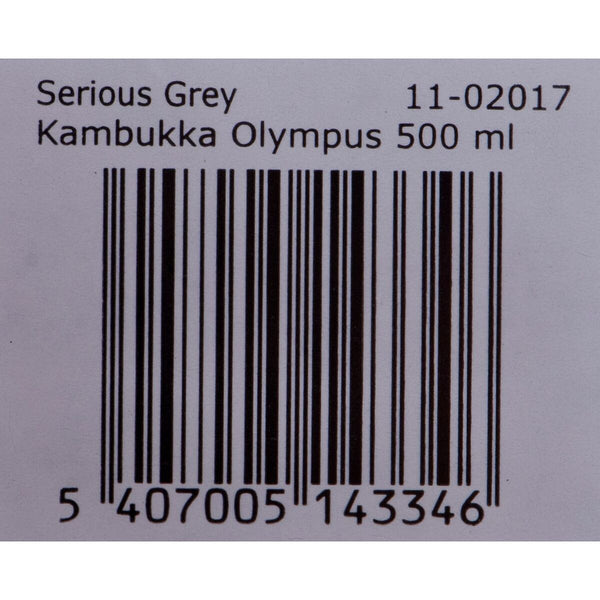 Serious Grey 11-02017
Kambukka Olympus 500 ml
5 407005 143346